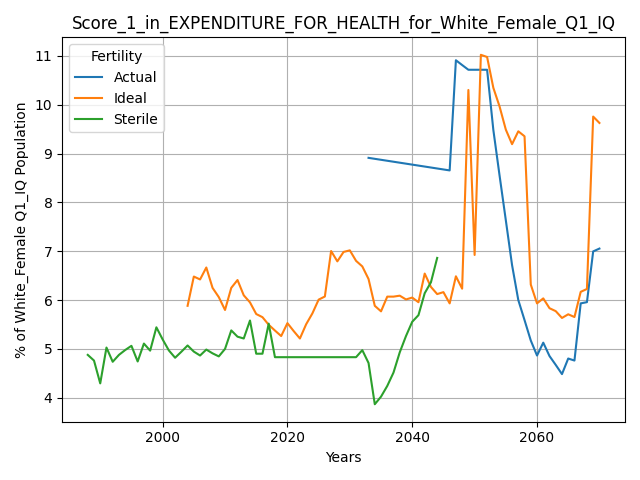 Score_1_in_EXPENDITURE_FOR_HEALTH_for_White_Female_Q1_IQ
Fertility
Actual
Ideal
Sterile
% of White_Female Q1_IQ Population
11
10
9
8
7
6
5
4
2000
2020
2040
2060
Years